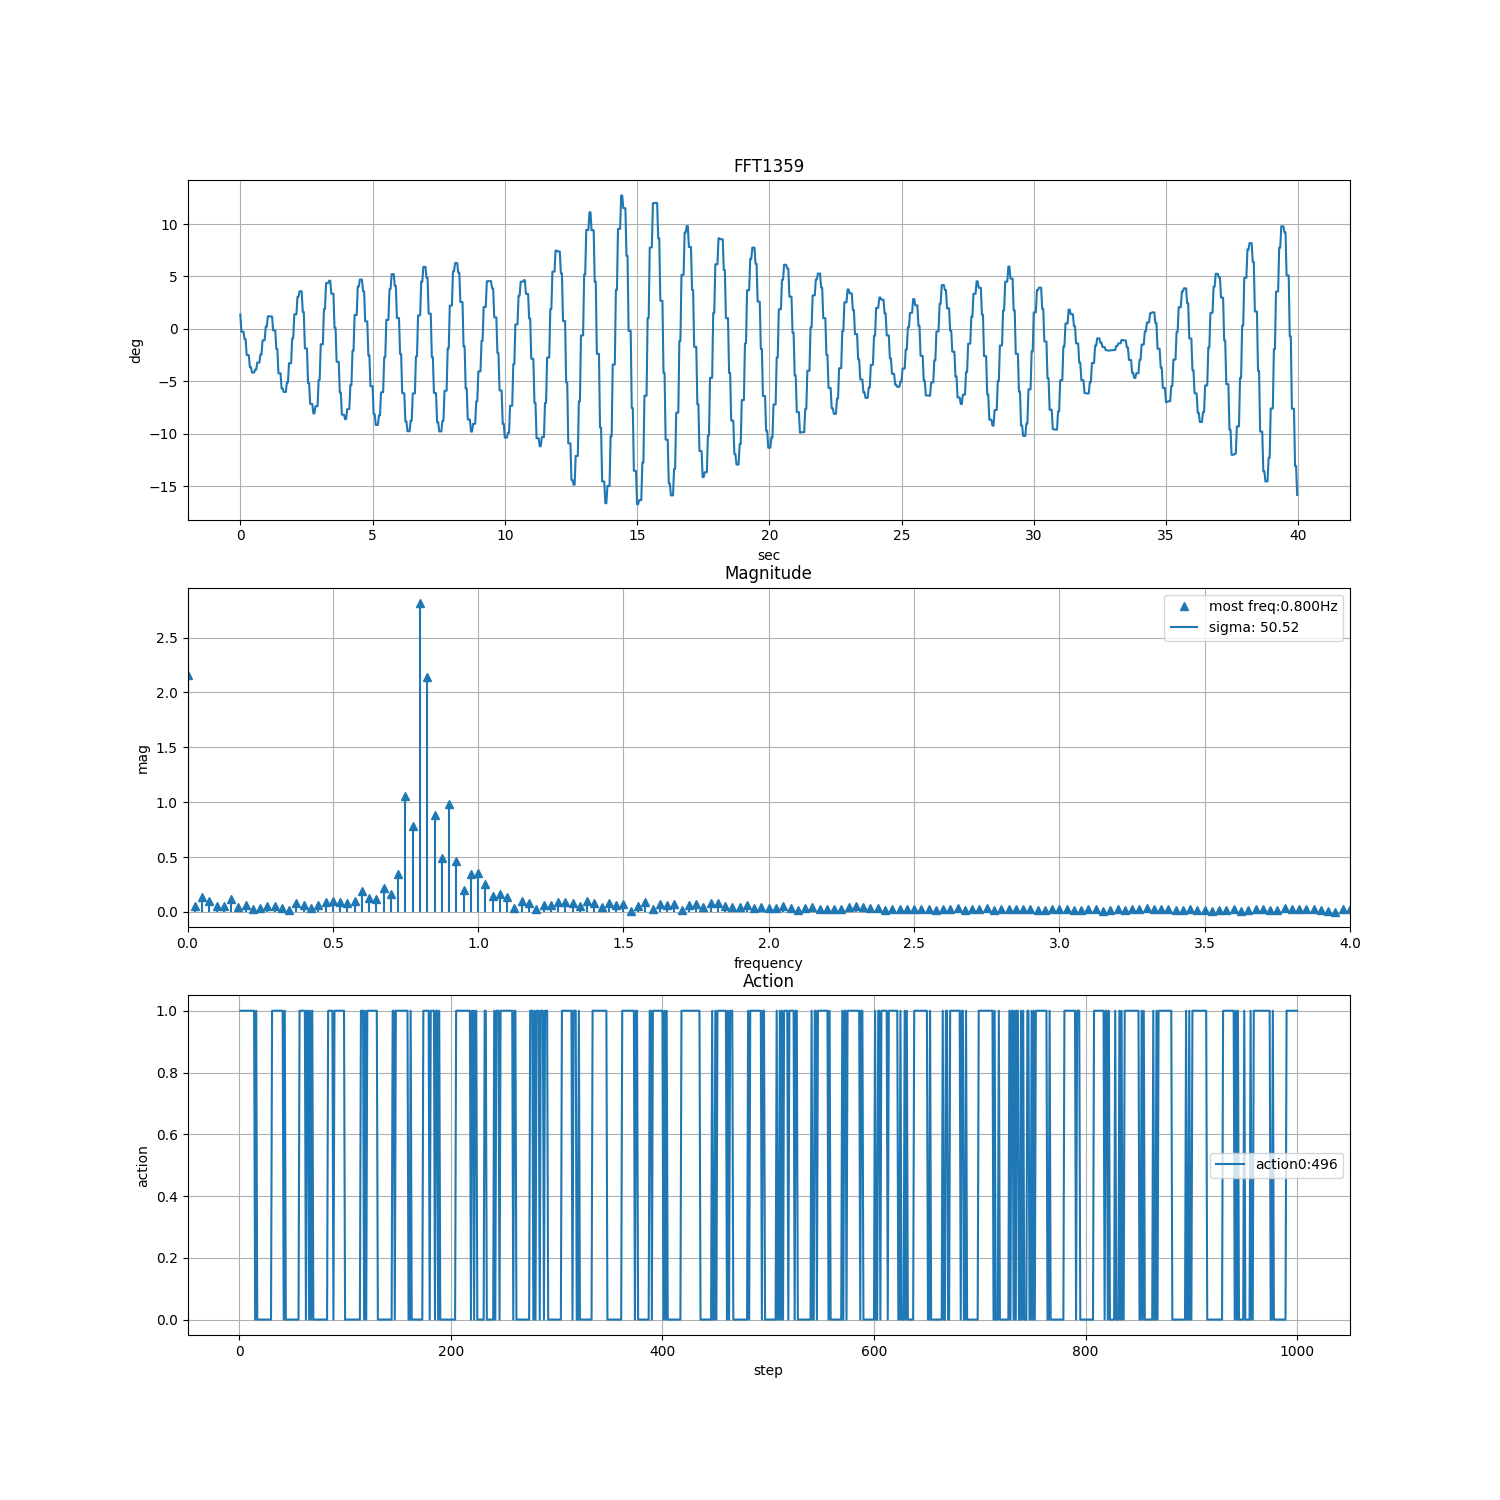 FFT1359
10
5
0
−5
−10
−15
deg
0 5 10 15 20 25 30 35 40
sec
Magnitude
most freq:0.800Hz
sigma: 50.52
2.5
2.0
1.5
1.0
0.5
0.0
mag
0.0 0.5 1.0 1.5 2.0 2.5 3.0 3.5 4.0
frequency
Action
1.0
0.8
0.6
0.4
0.2
0.0
action
action0:496
0 200 400 600 800 1000
step